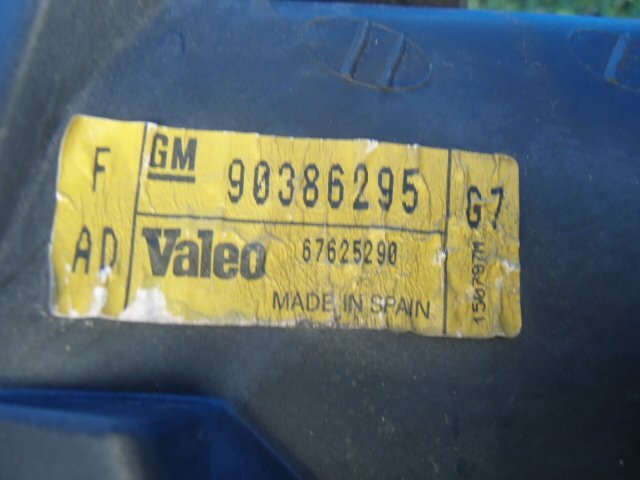 F
AD
GM 90386295
Valeo 67625290
MADE IN SPAIN
G7